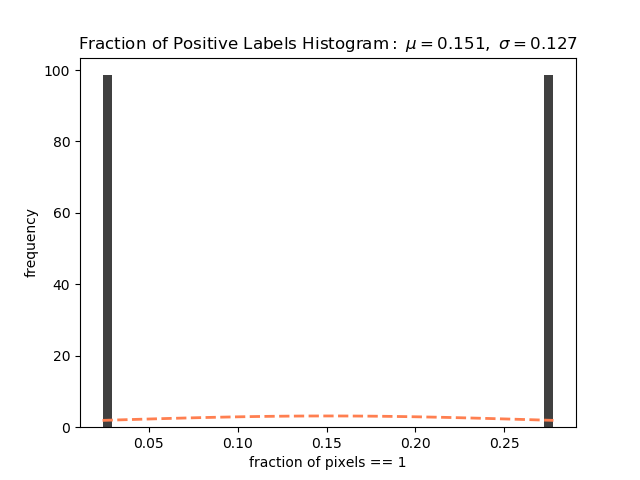 Fraction of Positive Labels Histogram : μ = 0.151, σ = 0.127
100
80
60
40
20
0
frequency
0.05 0.10 0.15 0.20 0.25
fraction of pixels == 1